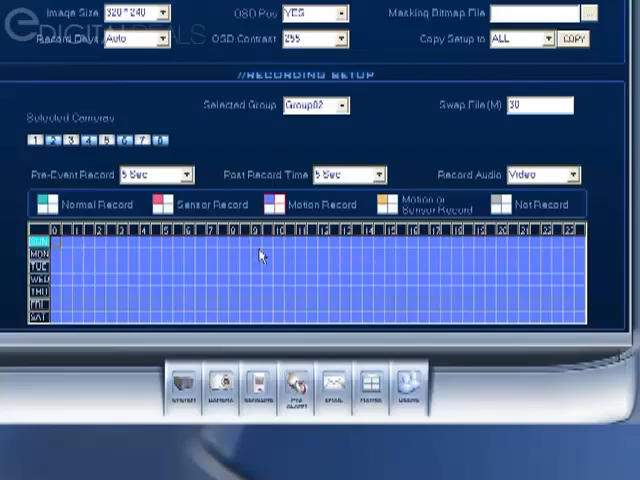 Image Size 320 * 240 OSD Pos YES Masking Bitmap File ...
eDIGITALDEALS
Record Days Auto OSD Contrast 255 Copy Setup to ALL COPY
//RECORDING SETUP
Selected Group Group02 Swap File(M) 30
Selected Cameras
1 2 3 4 5 6 7 8
Pre-Event Record 5 Sec Post Record Time 5 Sec Record Audio Video
Normal Record Sensor Record Motion Record Motion or Sensor Record Not Record
0 1 2 3 4 5 6 7 8 9 10 11 12 13 14 15 16 17 18 19 20 21 22 23
SUN
MON
TUE
WED
THU
FRI
SAT